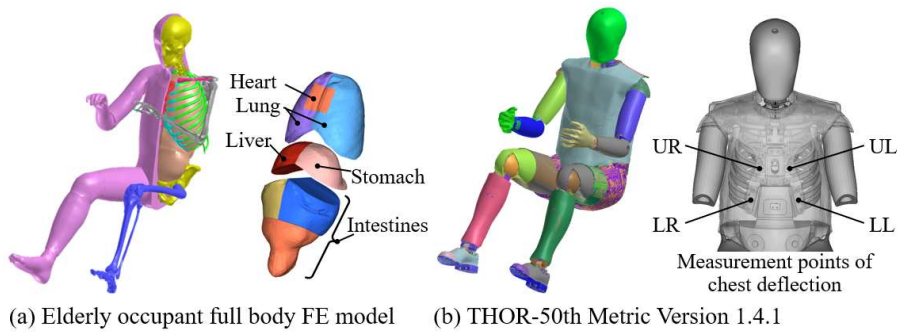 Heart
Lung
Liver
Stomach
Intestines
UR
UL
LR
LL
Measurement points of
chest deflection
(a) Elderly occupant full body FE model
(b) THOR-50th Metric Version 1.4.1